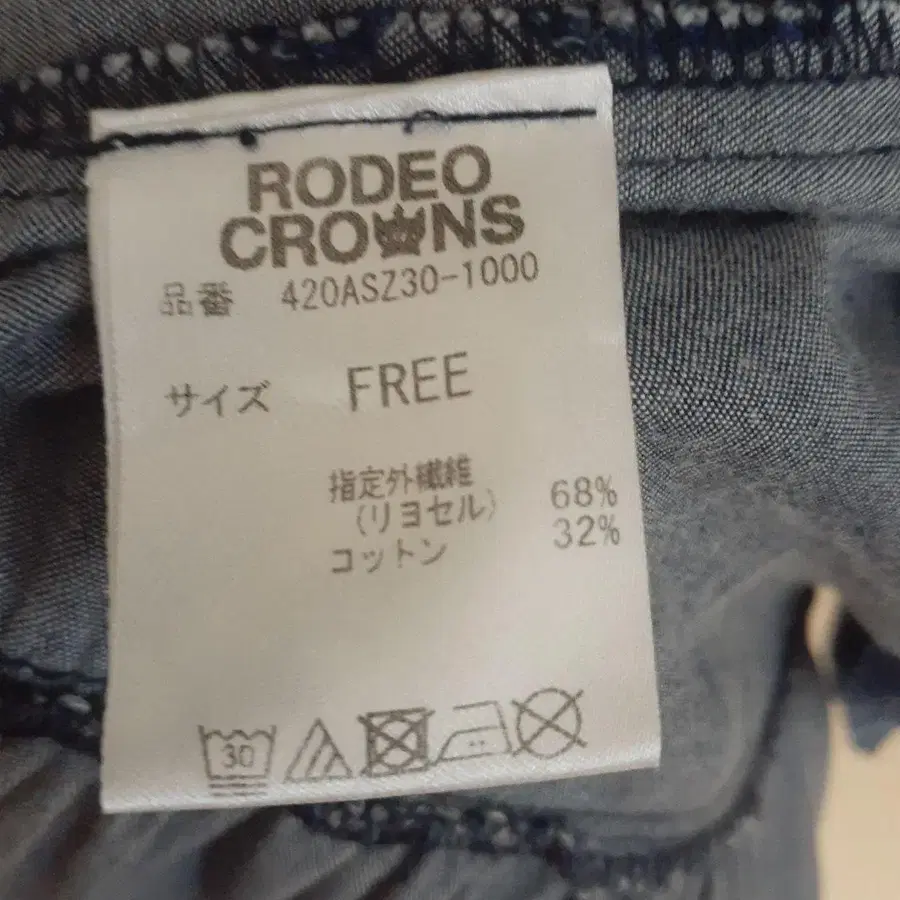 RODEO
CROWNS
品番 420ASZ30-1000
サイズ FREE
指定外繊維 68%
(リヨセル)
コットン 32%
30